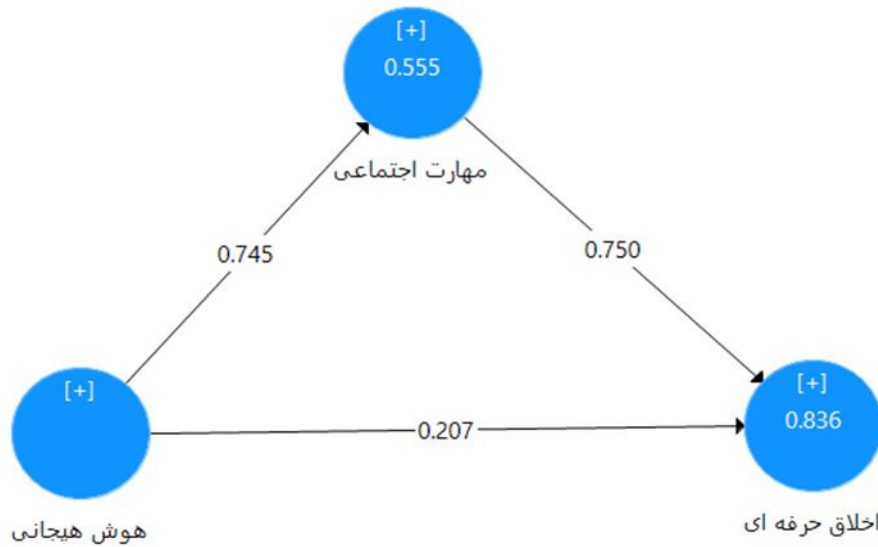 [+]
0.555
مهارت اجتماعی
0.745
0.750
[+]
[+]
0.836
0.207
هوش هیجانی
اخلاق حرفه ای